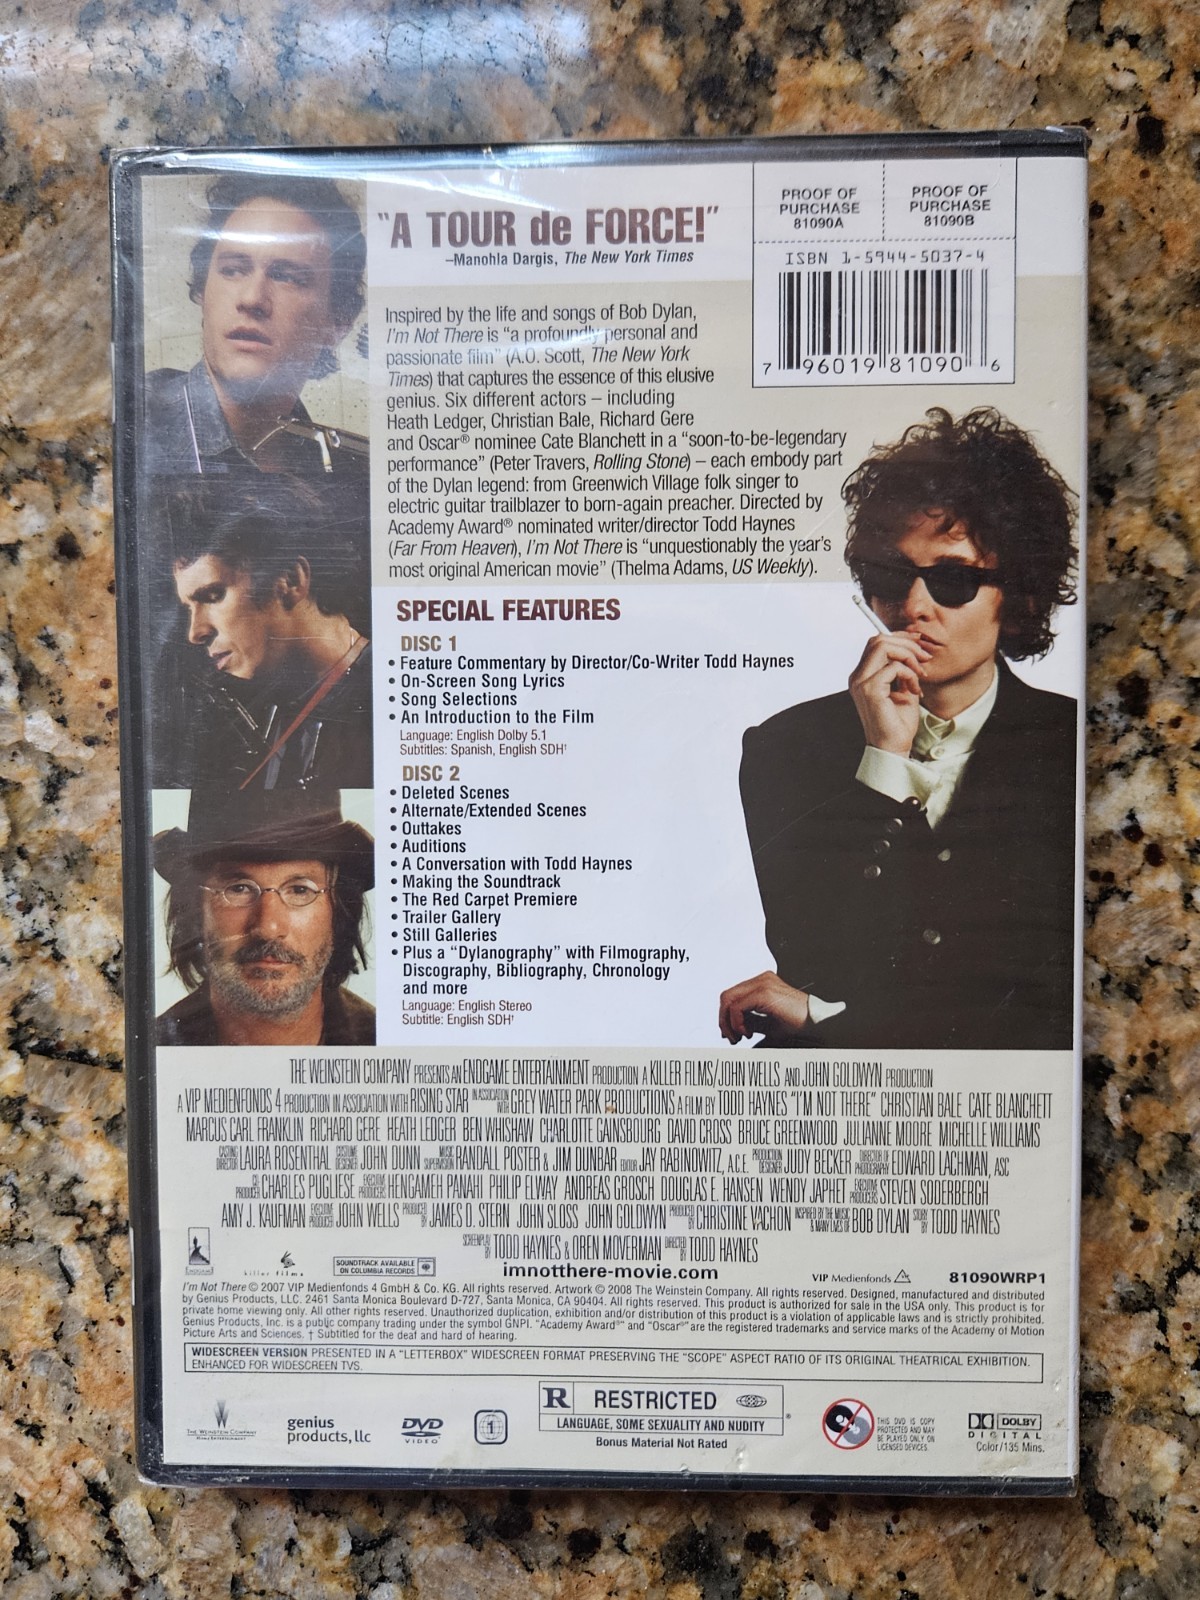 "A TOUR de FORCE!"
–Manohla Dargis, The New York Times
PROOF OF
PURCHASE
81090A
PROOF OF
PURCHASE
81090B
ISBN 1-5944-5037-4
7 96019 81090 6
Inspired by the life and songs of Bob Dylan,
I'm Not There is "a profoundly personal and
passionate film" (A.O. Scott, The New York
Times) that captures the essence of this elusive
genius. Six different actors – including
Heath Ledger, Christian Bale, Richard Gere
and Oscar® nominee Cate Blanchett in a "soon-to-be-legendary
performance" (Peter Travers, Rolling Stone) – each embody part
of the Dylan legend: from Greenwich Village folk singer to
electric guitar trailblazer to born-again preacher. Directed by
Academy Award® nominated writer/director Todd Haynes
(Far From Heaven), I'm Not There is "unquestionably the year's
most original American movie" (Thelma Adams, US Weekly).
SPECIAL FEATURES
DISC 1
• Feature Commentary by Director/Co-Writer Todd Haynes
• On-Screen Song Lyrics
• Song Selections
• An Introduction to the Film
Language: English Dolby 5.1
Subtitles: Spanish, English SDH†
DISC 2
• Deleted Scenes
• Alternate/Extended Scenes
• Outtakes
• Auditions
• A Conversation with Todd Haynes
• Making the Soundtrack
• The Red Carpet Premiere
• Trailer Gallery
• Still Galleries
• Plus a "Dylanography" with Filmography,
Discography, Bibliography, Chronology
and more
Language: English Stereo
Subtitle: English SDH†
THE WEINSTEIN COMPANY PRESENTS AN ENDGAME ENTERTAINMENT PRODUCTION A KILLER FILMS/JOHN WELLS AND JOHN GOLDWYN PRODUCTION
A VIP MEDIENFONDS 4 PRODUCTION IN ASSOCIATION WITH RISING STAR IN ASSOCIATION WITH GREY WATER PARK PRODUCTIONS A FILM BY TODD HAYNES "I'M NOT THERE" CHRISTIAN BALE CATE BLANCHETT
MARCUS CARL FRANKLIN RICHARD GERE HEATH LEDGER BEN WHISHAW CHARLOTTE GAINSBOURG DAVID CROSS BRUCE GREENWOOD JULIANNE MOORE MICHELLE WILLIAMS
CASTING DIRECTOR LAURA ROSENTHAL COSTUME DESIGNER JOHN DUNN MUSIC SUPERVISION RANDALL POSTER & JIM DUNBAR EDITOR JAY RABINOWITZ, A.C.E. PRODUCTION DESIGNER JUDY BECKER DIRECTOR OF PHOTOGRAPHY EDWARD LACHMAN, ASC
CO-PRODUCER CHARLES PUGLIESE EXECUTIVE PRODUCERS HENGAMEH PANAHI PHILIP ELWAY ANDREAS GROSCH DOUGLAS E. HANSEN WENDY JAPHET EXECUTIVE PRODUCERS STEVEN SODERBERGH
AMY J. KAUFMAN EXECUTIVE PRODUCER JOHN WELLS PRODUCED BY JAMES D. STERN JOHN SLOSS JOHN GOLDWYN PRODUCED BY CHRISTINE VACHON INSPIRED BY THE MUSIC & MANY LIVES OF BOB DYLAN STORY BY TODD HAYNES
SCREENPLAY BY TODD HAYNES & OREN MOVERMAN DIRECTED BY TODD HAYNES
ENDGAME
killer films
SOUNDTRACK AVAILABLE
ON COLUMBIA RECORDS
imnotthere-movie.com
VIP Medienfonds 4
81090WRP1
I'm Not There © 2007 VIP Medienfonds 4 GmbH & Co. KG. All rights reserved. Artwork © 2008 The Weinstein Company. All rights reserved. Designed, manufactured and distributed
by Genius Products, LLC. 2461 Santa Monica Boulevard D-727, Santa Monica, CA 90404. All rights reserved. This product is authorized for sale in the USA only. This product is for
private home viewing only. All other rights reserved. Unauthorized duplication, exhibition and/or distribution of this product is a violation of applicable laws and is strictly prohibited.
Genius Products, Inc. is a public company trading under the symbol GNPI. "Academy Award®" and "Oscar®" are the registered trademarks and service marks of the Academy of Motion
Picture Arts and Sciences. † Subtitled for the deaf and hard of hearing.
WIDESCREEN VERSION PRESENTED IN A "LETTERBOX" WIDESCREEN FORMAT PRESERVING THE "SCOPE" ASPECT RATIO OF ITS ORIGINAL THEATRICAL EXHIBITION.
ENHANCED FOR WIDESCREEN TVS.
THE WEINSTEIN COMPANY
HOME ENTERTAINMENT
genius
products, llc
DVD
VIDEO
1
R RESTRICTED
LANGUAGE, SOME SEXUALITY AND NUDITY
Bonus Material Not Rated
THIS DVD IS COPY
PROTECTED AND MAY
BE PLAYED ONLY ON
LICENSED DEVICES.
DOLBY
DIGITAL
Color/135 Mins.